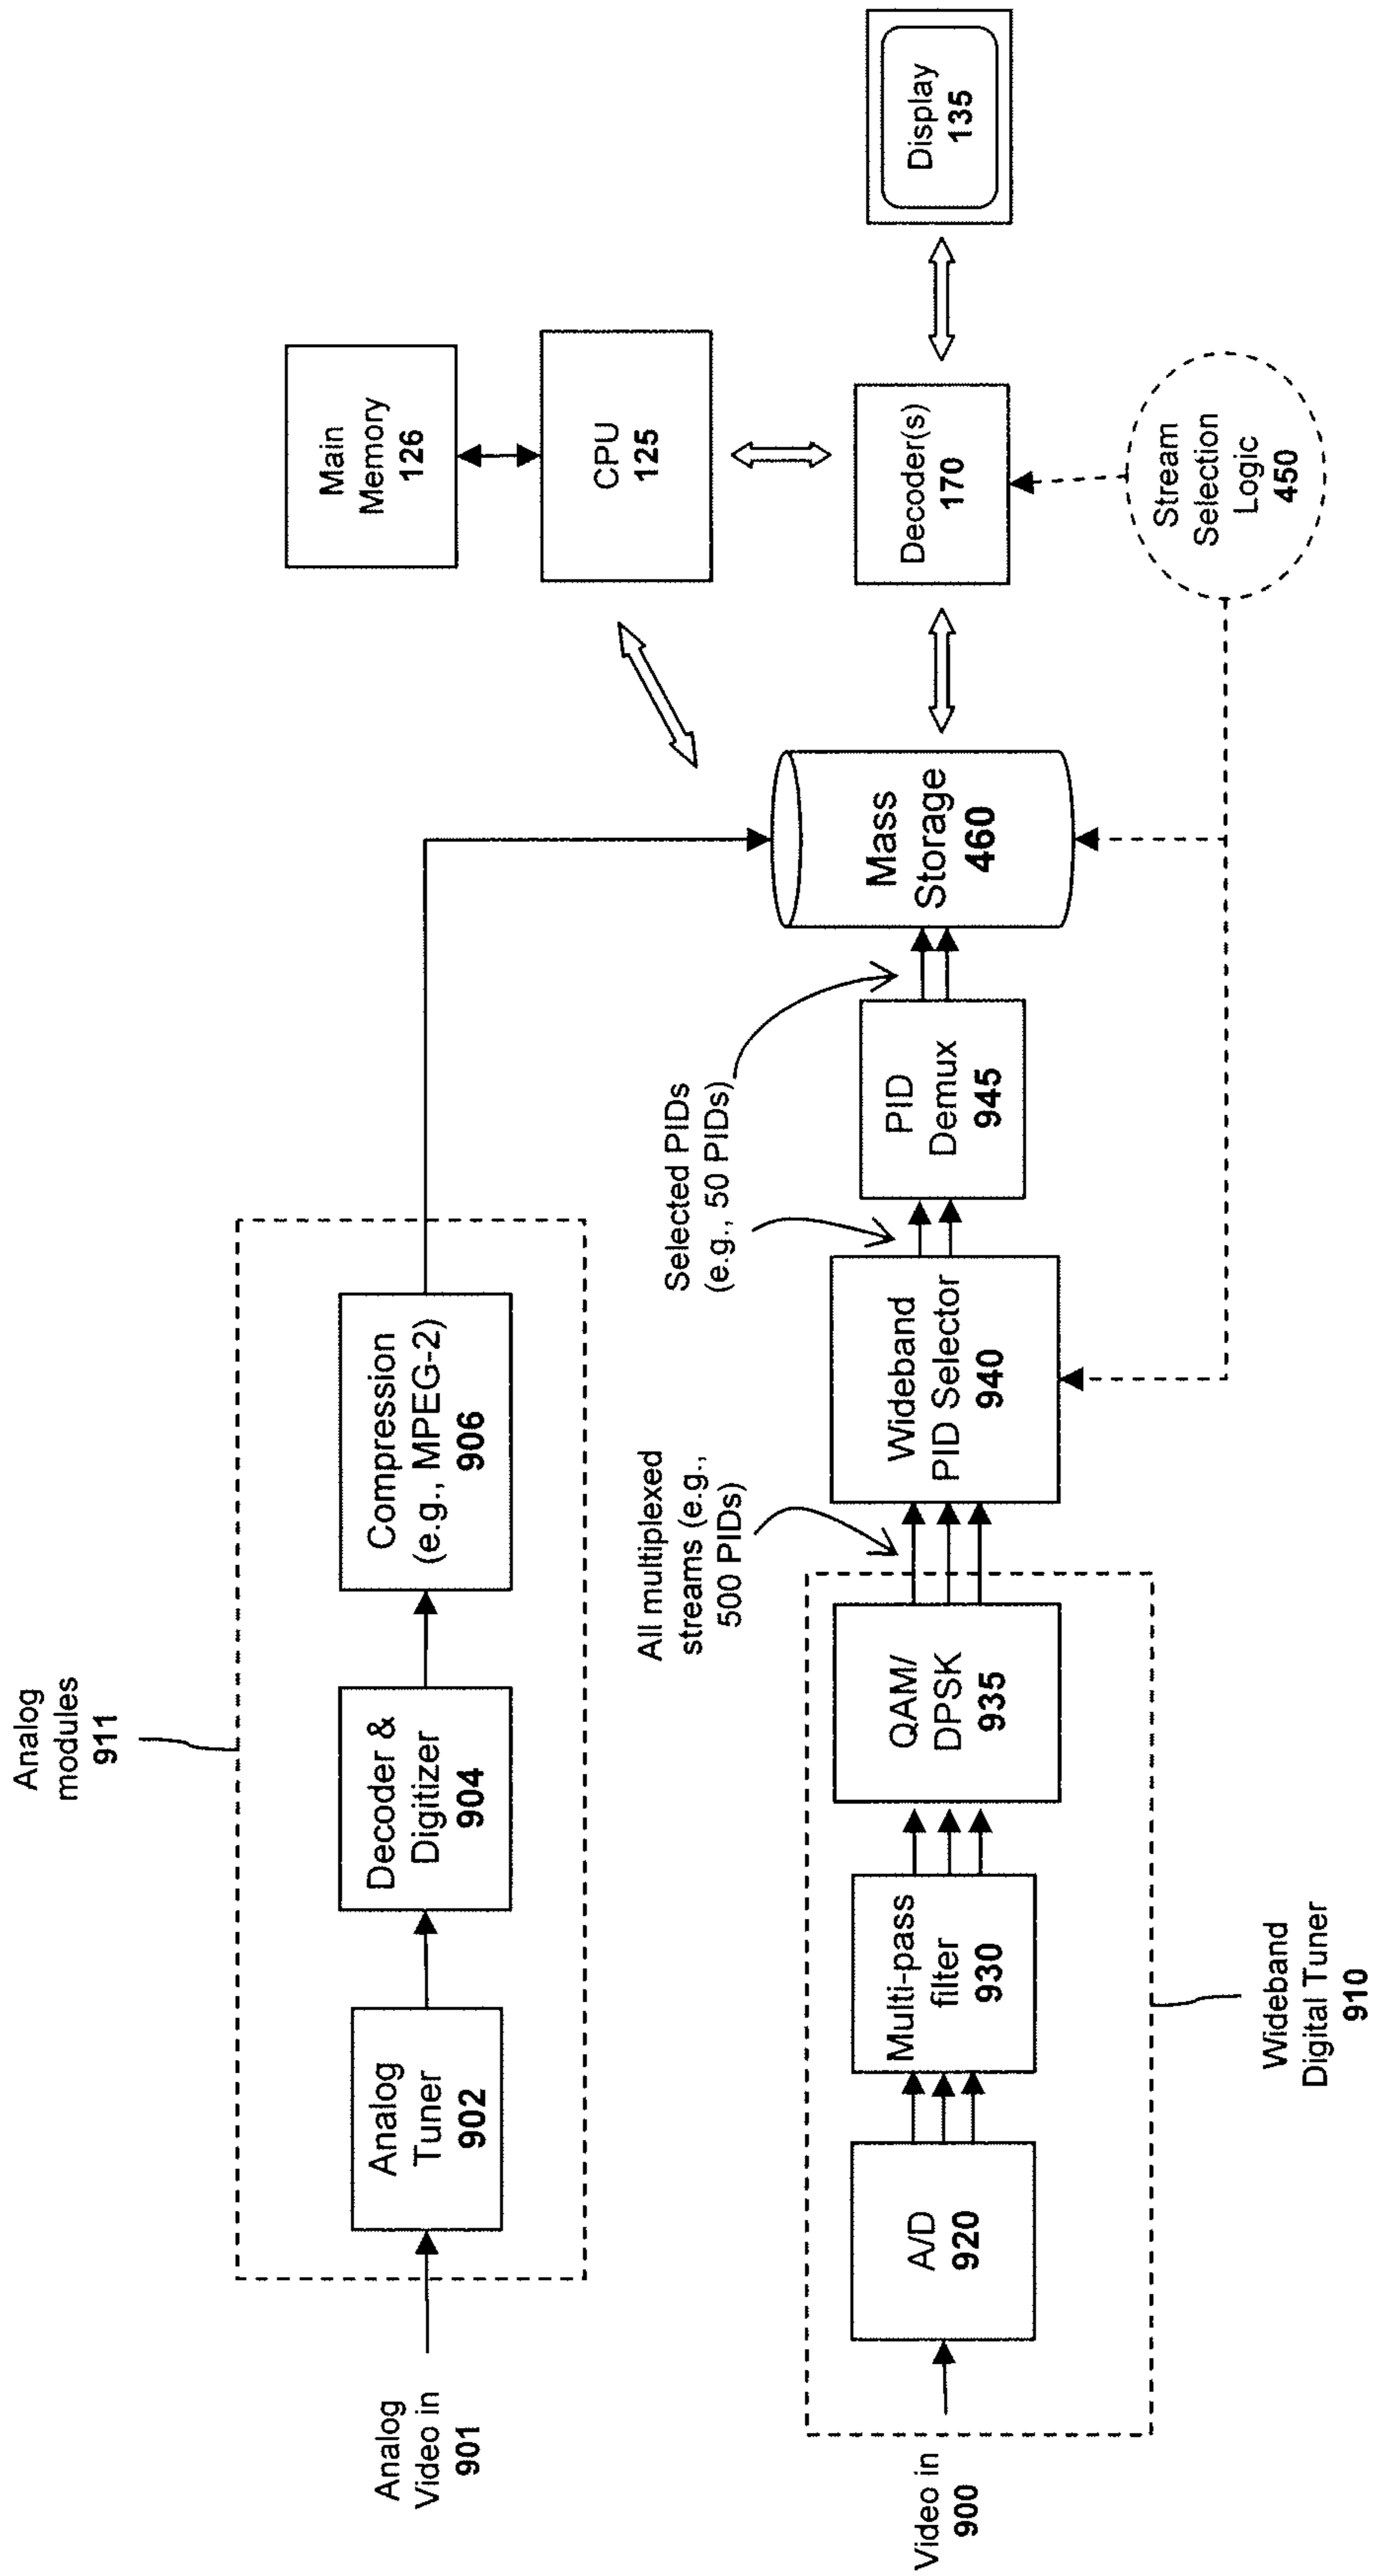 Analog
modules
911
Analog
Video in
901
Analog
Tuner
902
Decoder &
Digitizer
904
Compression
(e.g., MPEG-2)
906
Main
Memory
126
CPU
125
All multiplexed
streams (e.g.,
500 PIDs)
Selected PIDs
(e.g., 50 PIDs)
Video in
900
A/D
920
Multi-pass
filter
930
QAM/
DPSK
935
Wideband
PID Selector
940
PID
Demux
945
Mass
Storage
460
Decoder(s)
170
Display
135
Stream
Selection
Logic
450
Wideband
Digital Tuner
910